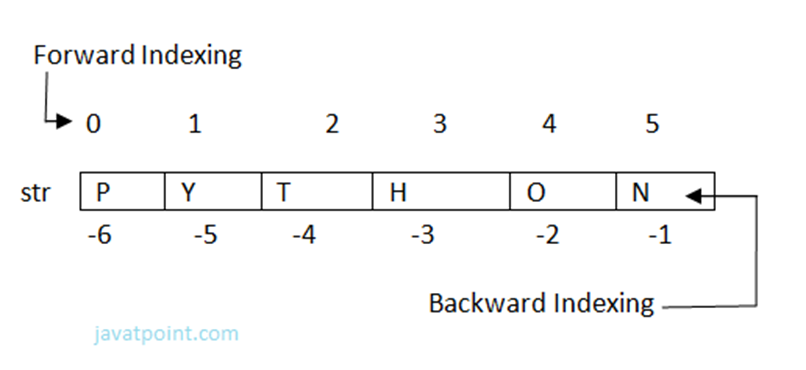 Forward Indexing
0 1 2 3 4 5
str P Y T H O N
-6 -5 -4 -3 -2 -1
Backward Indexing
javatpoint.com